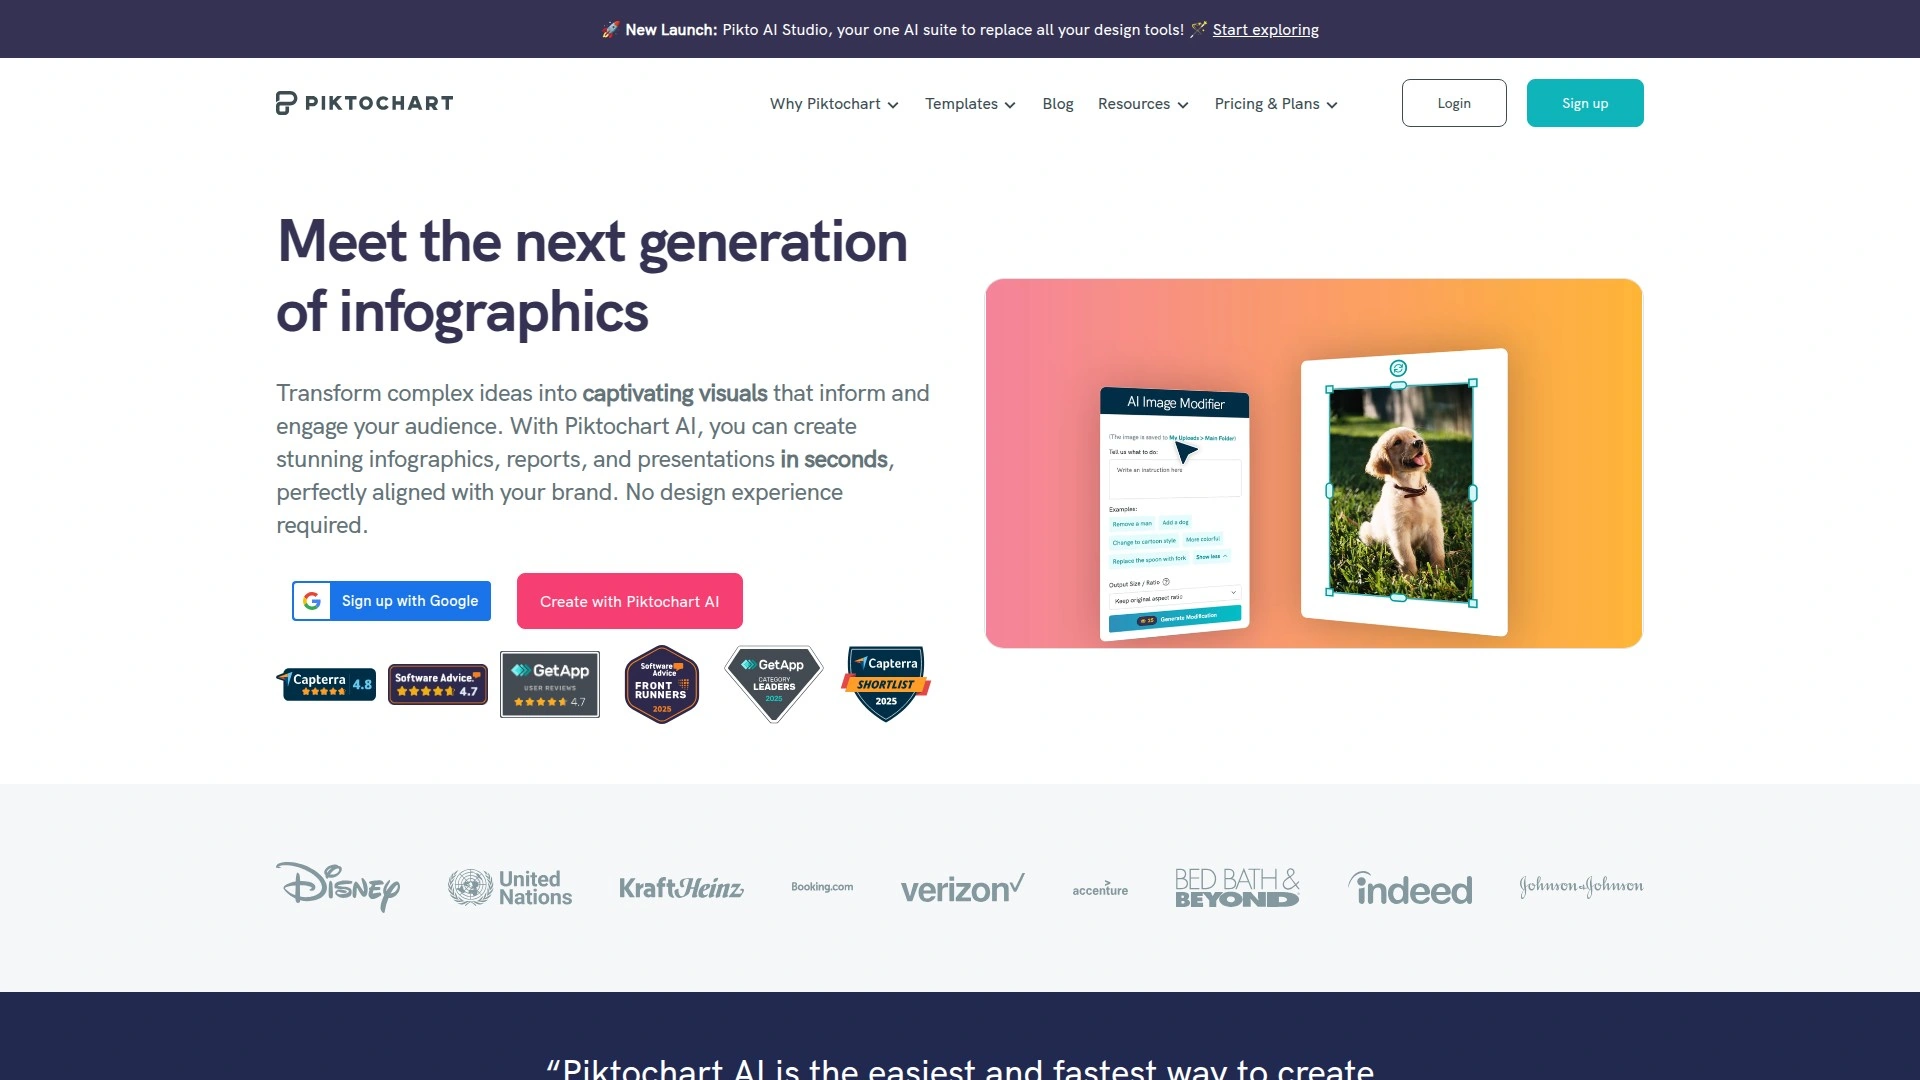 🚀 New Launch: Pikto AI Studio, your one AI suite to replace all your design tools! 🪄 Start exploring
PIKTOCHART
Why Piktochart
Templates
Blog
Resources
Pricing & Plans
Login
Sign up
Meet the next generation
of infographics
Transform complex ideas into captivating visuals that inform and
engage your audience. With Piktochart AI, you can create
stunning infographics, reports, and presentations in seconds,
perfectly aligned with your brand. No design experience
required.
Sign up with Google
Create with Piktochart AI
Capterra 4.8
Software Advice.
4.7
GetApp
USER REVIEWS
4.7
Software
Advice
FRONT
RUNNERS
2025
GetApp
CATEGORY
LEADERS
2025
Capterra
SHORTLIST
2025
AI Image Modifier
(The image is saved to My Uploads > Main Folder)
Tell us what to do:
Write an instruction here
Examples:
Remove a man
Add a dog
Change to cartoon style
More colorful
Replace the spoon with fork
Show less
Output Size / Ratio
Keep original aspect ratio
Generate Modification
Disney
United
Nations
KraftHeinz
Booking.com
verizon
accenture
BED BATH &
BEYOND
indeed
Johnson & Johnson
“Piktochart AI is the easiest and fastest way to create